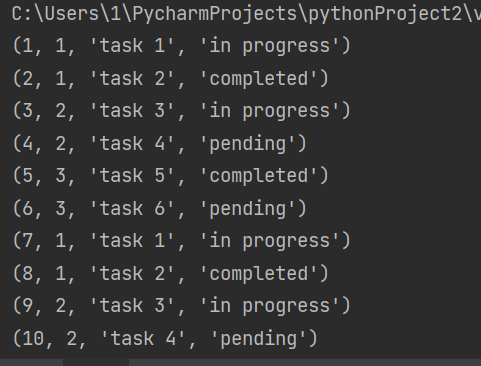 C:\Users\1\PycharmProjects\pythonProject2\v
(1, 1, 'task 1', 'in progress')
(2, 1, 'task 2', 'completed')
(3, 2, 'task 3', 'in progress')
(4, 2, 'task 4', 'pending')
(5, 3, 'task 5', 'completed')
(6, 3, 'task 6', 'pending')
(7, 1, 'task 1', 'in progress')
(8, 1, 'task 2', 'completed')
(9, 2, 'task 3', 'in progress')
(10, 2, 'task 4', 'pending')